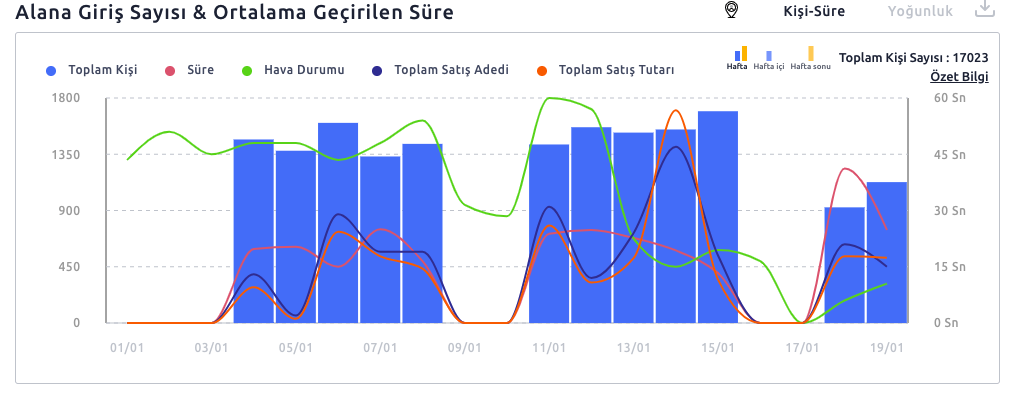 Alana Giriş Sayısı & Ortalama Geçirilen Süre
Kişi-Süre
Yoğunluk
Hafta
Hafta içi
Hafta sonu
Toplam Kişi Sayısı : 17023
Özet Bilgi
Toplam Kişi
Süre
Hava Durumu
Toplam Satış Adedi
Toplam Satış Tutarı
1800
1350
900
450
0
60 Sn
45 Sn
30 Sn
15 Sn
0 Sn
01/01
03/01
05/01
07/01
09/01
11/01
13/01
15/01
17/01
19/01